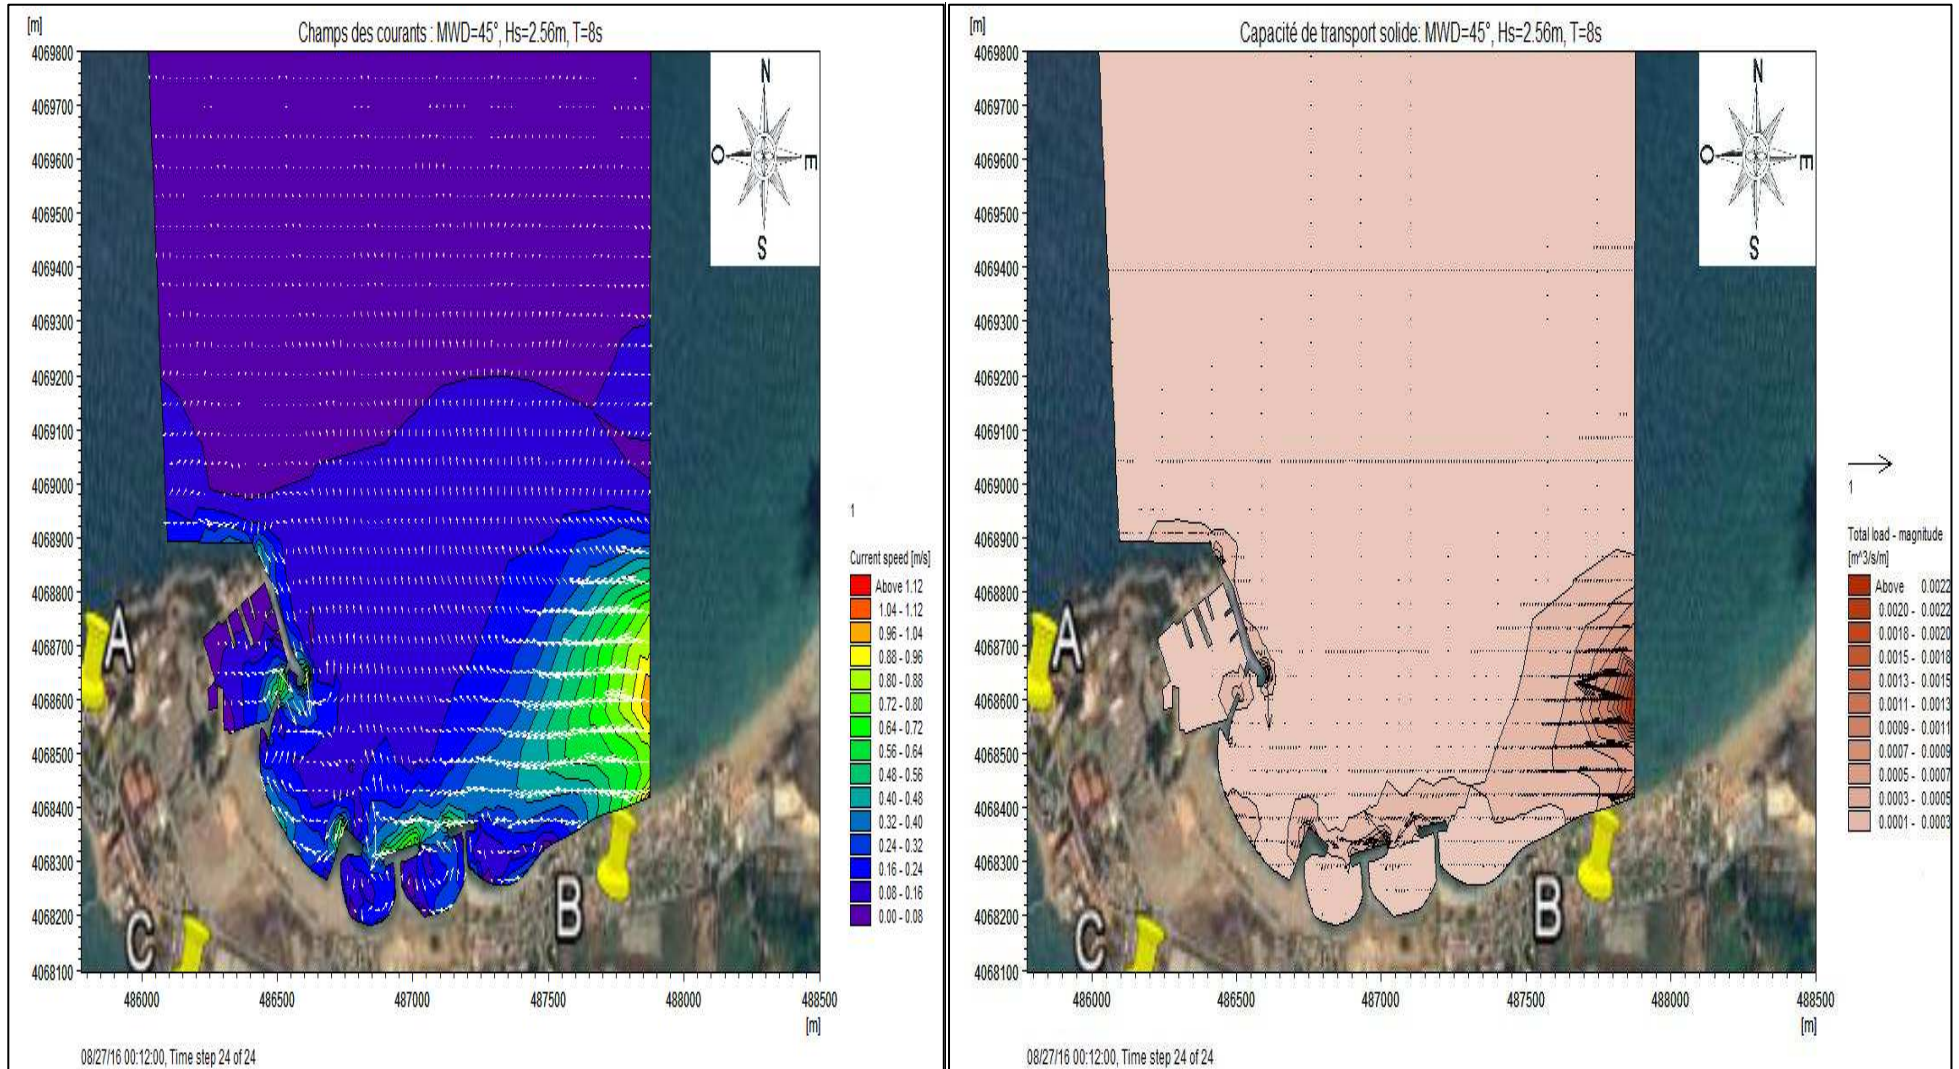 [m]
Champs des courants : MWD=45°, Hs=2.56m, T=8s
4069800
4069700
4069600
4069500
4069400
4069300
4069200
4069100
4069000
4068900
4068800
4068700
4068600
4068500
4068400
4068300
4068200
4068100
N
O
E
S
A
B
C
1
Current speed [m/s]
Above 1.12
1.04 - 1.12
0.96 - 1.04
0.88 - 0.96
0.80 - 0.88
0.72 - 0.80
0.64 - 0.72
0.56 - 0.64
0.48 - 0.56
0.40 - 0.48
0.32 - 0.40
0.24 - 0.32
0.16 - 0.24
0.08 - 0.16
0.00 - 0.08
486000 486500 487000 487500 488000 488500
[m]
08/27/16 00:12:00, Time step 24 of 24
[m]
Capacité de transport solide: MWD=45°, Hs=2.56m, T=8s
4069800
4069700
4069600
4069500
4069400
4069300
4069200
4069100
4069000
4068900
4068800
4068700
4068600
4068500
4068400
4068300
4068200
4068100
N
O
E
S
A
B
C
1
Total load - magnitude
[m^3/s/m]
Above 0.0022
0.0020 - 0.0022
0.0018 - 0.0020
0.0015 - 0.0018
0.0013 - 0.0015
0.0011 - 0.0013
0.0009 - 0.0011
0.0007 - 0.0009
0.0005 - 0.0007
0.0003 - 0.0005
0.0001 - 0.0003
486000 486500 487000 487500 488000 488500
[m]
08/27/16 00:12:00, Time step 24 of 24